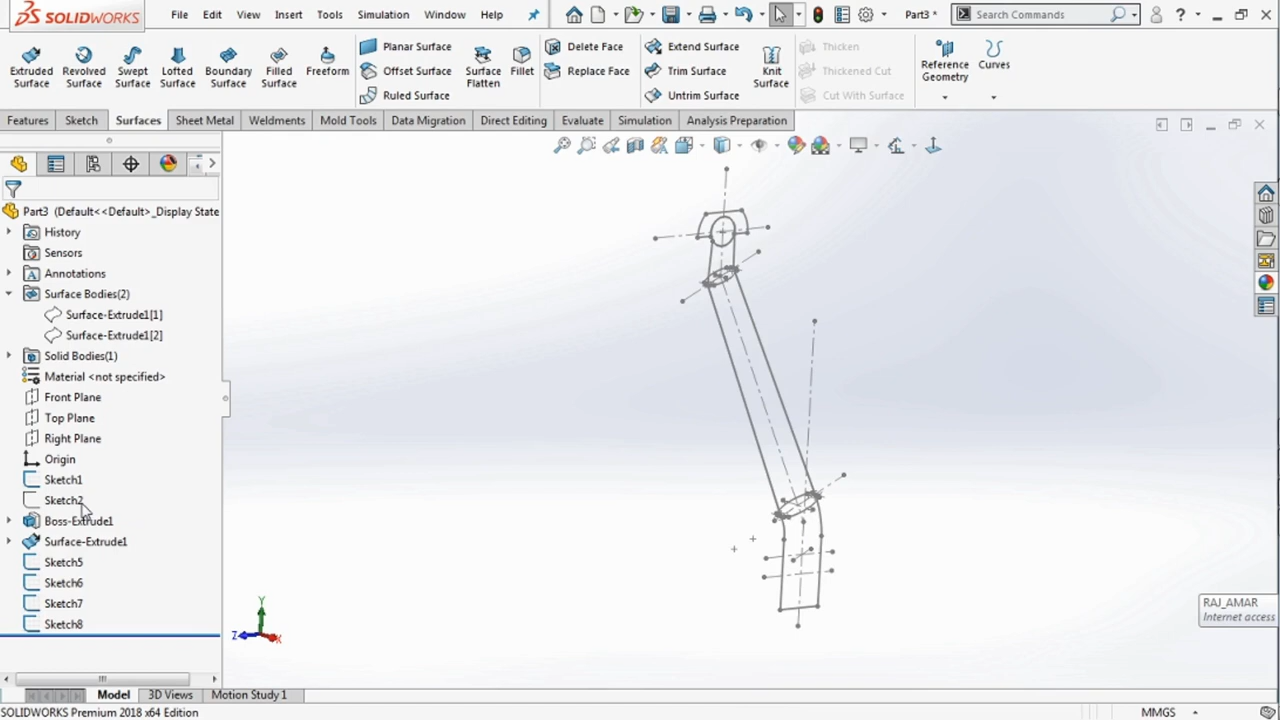 SOLIDWORKS
File Edit View Insert Tools Simulation Window Help
Part3 *
Search Commands
Extruded Surface
Revolved Surface
Swept Surface
Lofted Surface
Boundary Surface
Filled Surface
Freeform
Planar Surface
Offset Surface
Ruled Surface
Surface Flatten
Fillet
Delete Face
Replace Face
Extend Surface
Trim Surface
Untrim Surface
Knit Surface
Thicken
Thickened Cut
Cut With Surface
Reference Geometry
Curves
Features Sketch Surfaces Sheet Metal Weldments Mold Tools Data Migration Direct Editing Evaluate Simulation Analysis Preparation
Part3 (Default<<Default>_Display State
History
Sensors
Annotations
Surface Bodies(2)
Surface-Extrude1[1]
Surface-Extrude1[2]
Solid Bodies(1)
Material <not specified>
Front Plane
Top Plane
Right Plane
Origin
Sketch1
Sketch2
Boss-Extrude1
Surface-Extrude1
Sketch5
Sketch6
Sketch7
Sketch8
Y
Z
X
RAJ_AMAR
Internet access
Model 3D Views Motion Study 1
SOLIDWORKS Premium 2018 x64 Edition
MMGS